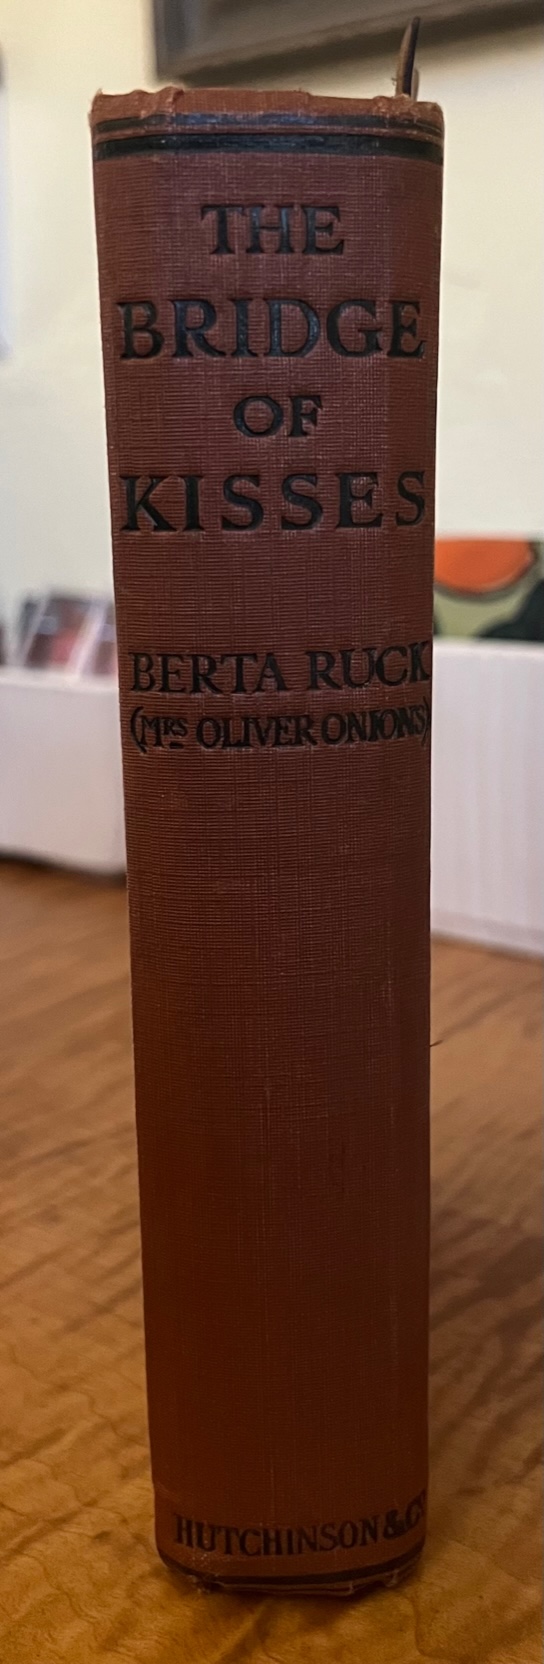 THE
BRIDGE
OF
KISSES
BERTA RUCK
(MRS OLIVER ONIONS)
HUTCHINSON & Co